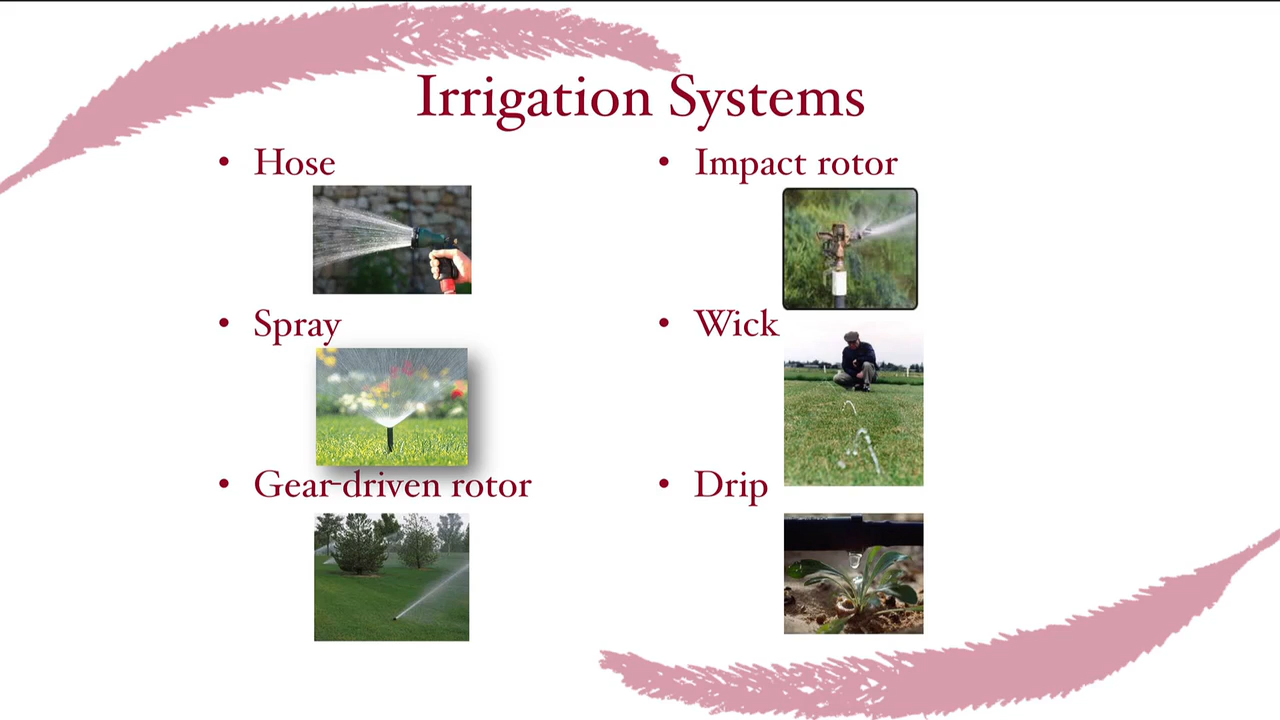 Irrigation Systems
• Hose
• Spray
• Gear-driven rotor
• Impact rotor
• Wick
• Drip